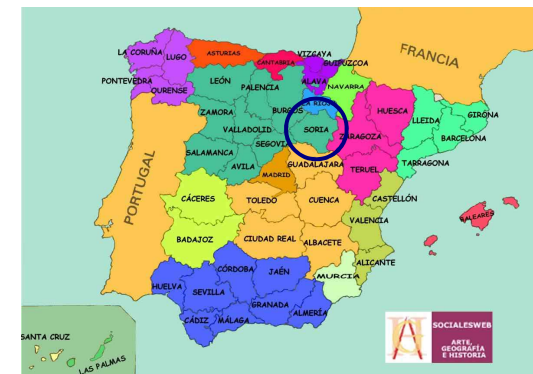 FRANCIA
PORTUGAL
LA CORUÑA
LUGO
PONTEVEDRA
OURENSE
ASTURIAS
CANTABRIA
VIZGAYA
GUIPUZCOA
ALAVA
NAVARRA
LA RIOJA
LEÓN
PALENCIA
BURGOS
ZAMORA
VALLADOLID
SORIA
SEGOVIA
SALAMANCA
AVILA
HUESCA
ZARAGOZA
TERUEL
LLEIDA
GIRONA
BARCELONA
TARRAGONA
MADRID
GUADALAJARA
TOLEDO
CUENCA
CIUDAD REAL
ALBACETE
CÁCERES
BADAJOZ
CASTELLÓN
VALENCIA
ALICANTE
BALEARES
MURCIA
HUELVA
SEVILLA
CÓRDOBA
JAÉN
CÁDIZ
MÁLAGA
GRANADA
ALMERÍA
SANTA CRUZ
LAS PALMAS
SOCIALESWEB
ARTE,
GEOGRAFÍA
E HISTORIA